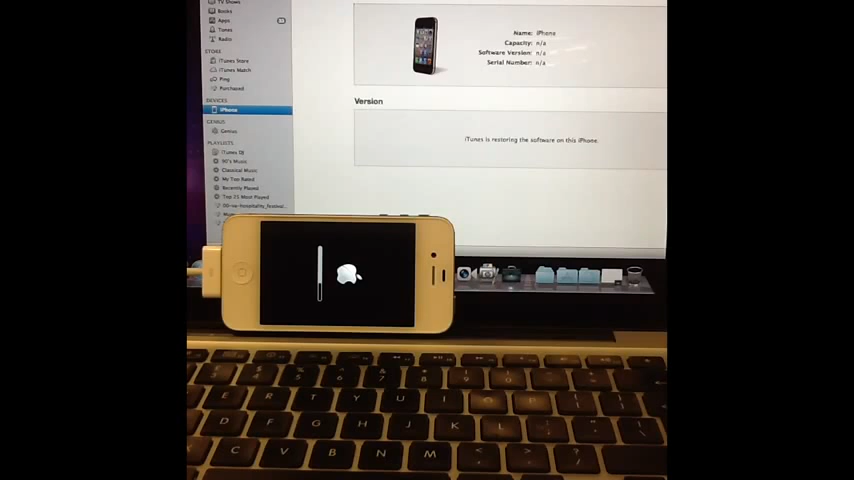 TV Shows
Books
Apps
iTunes
Radio
STORE
iTunes Store
iTunes Match
Ping
Purchased
DEVICES
iPhone
GENIUS
Genius
PLAYLISTS
iTunes DJ
90's Music
Classical Music
My Top Rated
Recently Played
Top 25 Most Played
Name: iPhone
Capacity: n/a
Software Version: n/a
Serial Number: n/a
Version
iTunes is restoring the software on this iPhone
E R T Y U I
D F G H J K L
C V B N M